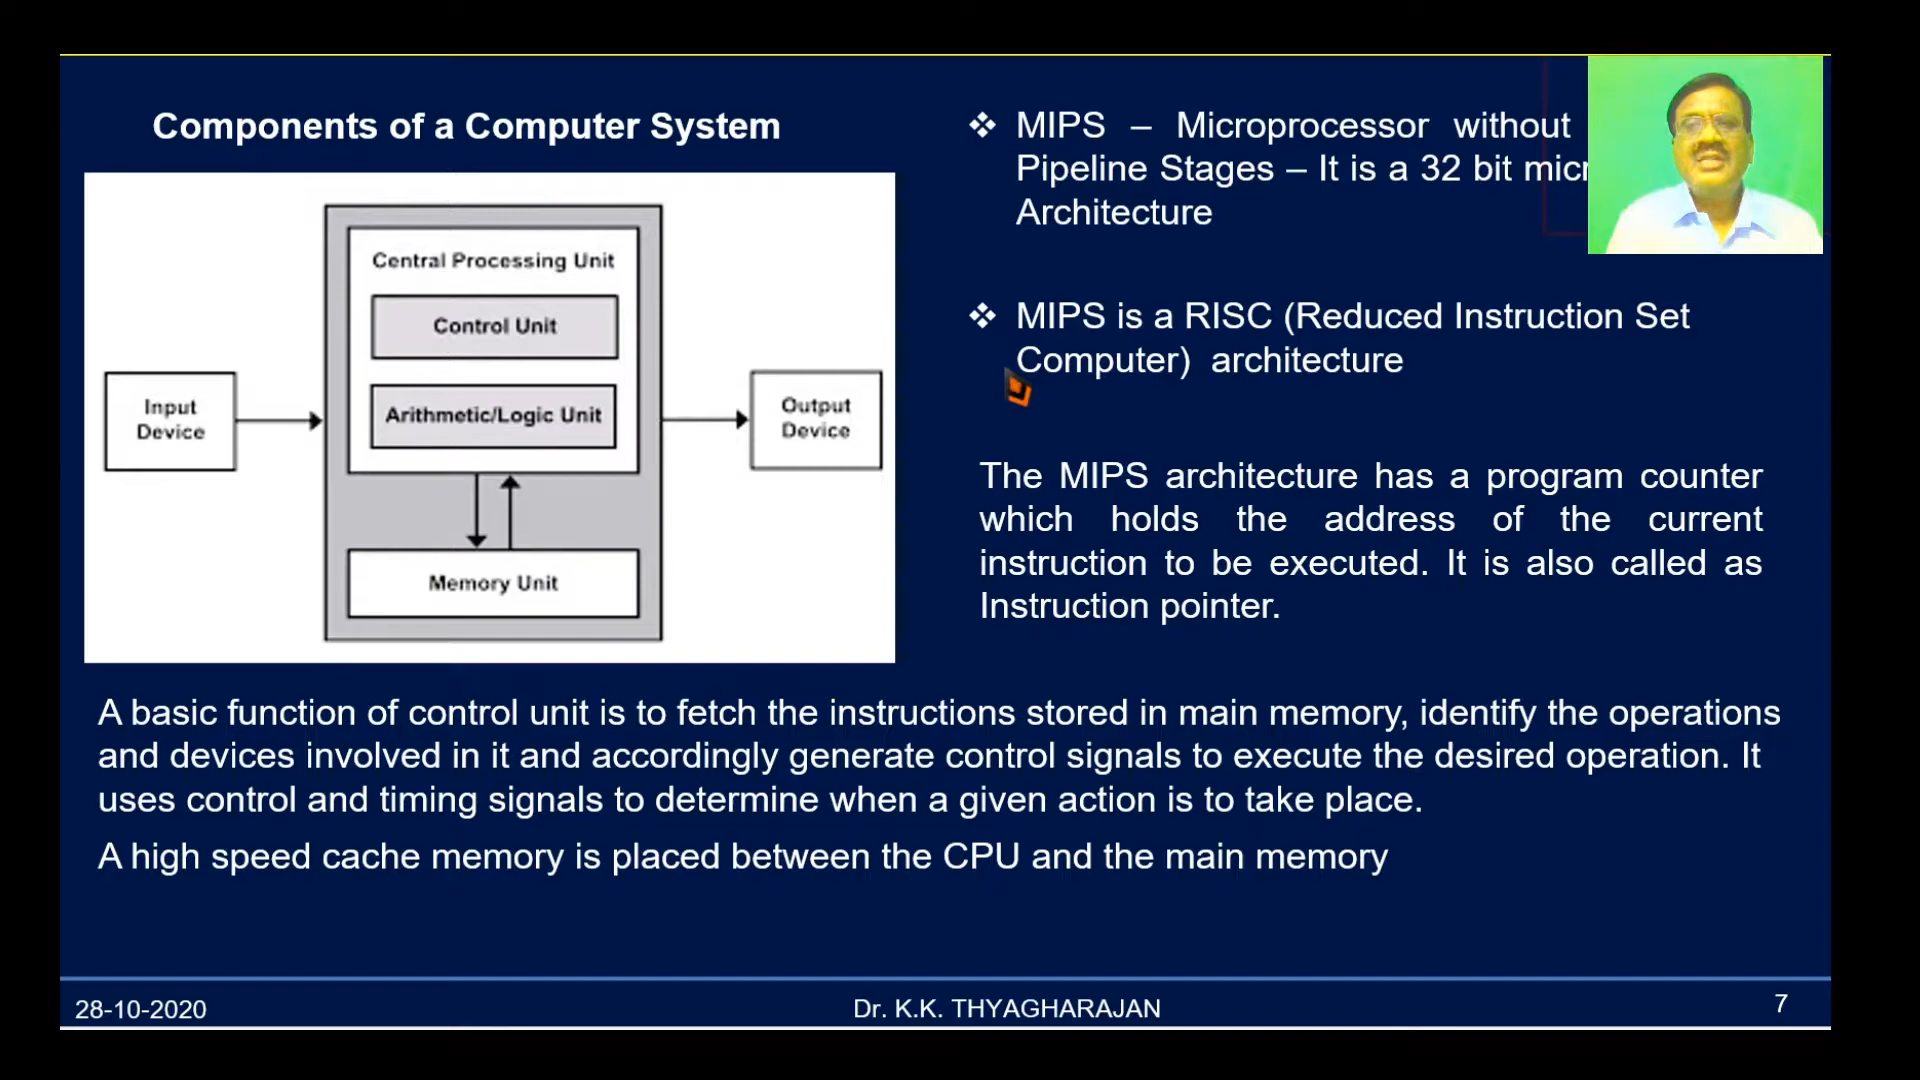 Components of a Computer System
Central Processing Unit
Control Unit
Arithmetic/Logic Unit
Input
Device
Output
Device
Memory Unit
❖ MIPS – Microprocessor without
Pipeline Stages – It is a 32 bit
Architecture
❖ MIPS is a RISC (Reduced Instruction Set
Computer) architecture
The MIPS architecture has a program counter
which holds the address of the current
instruction to be executed. It is also called as
Instruction pointer.
A basic function of control unit is to fetch the instructions stored in main memory, identify the operations
and devices involved in it and accordingly generate control signals to execute the desired operation. It
uses control and timing signals to determine when a given action is to take place.
A high speed cache memory is placed between the CPU and the main memory
28-10-2020
Dr. K.K. THYAGHARAJAN
7